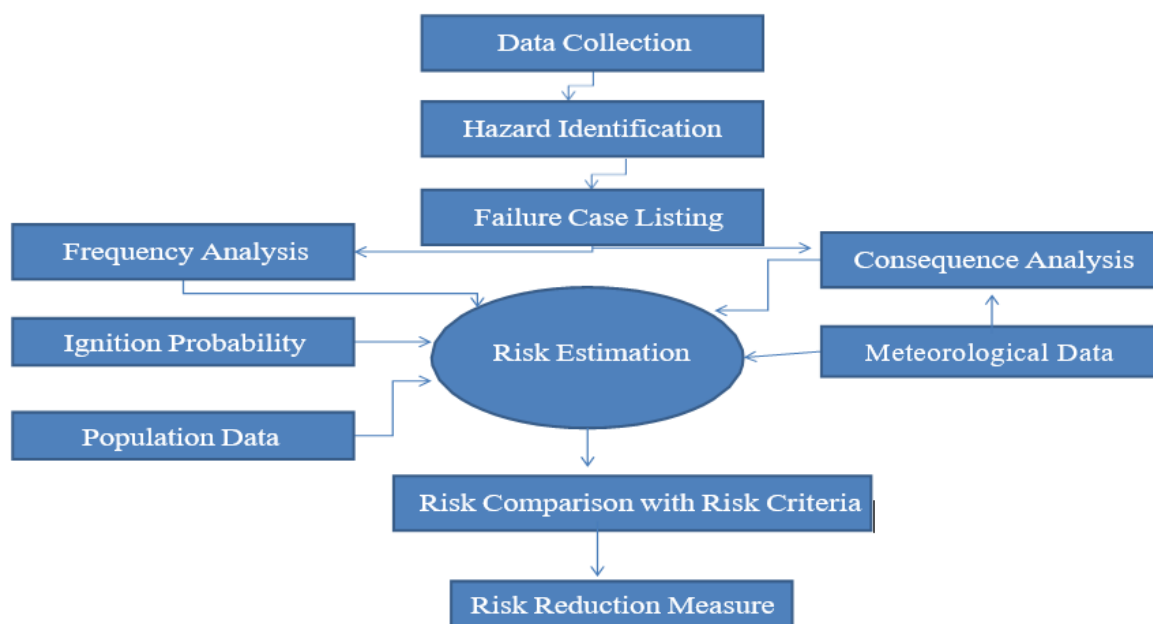 Data Collection
Hazard Identification
Failure Case Listing
Frequency Analysis
Consequence Analysis
Ignition Probability
Risk Estimation
Meteorological Data
Population Data
Risk Comparison with Risk Criteria
Risk Reduction Measure